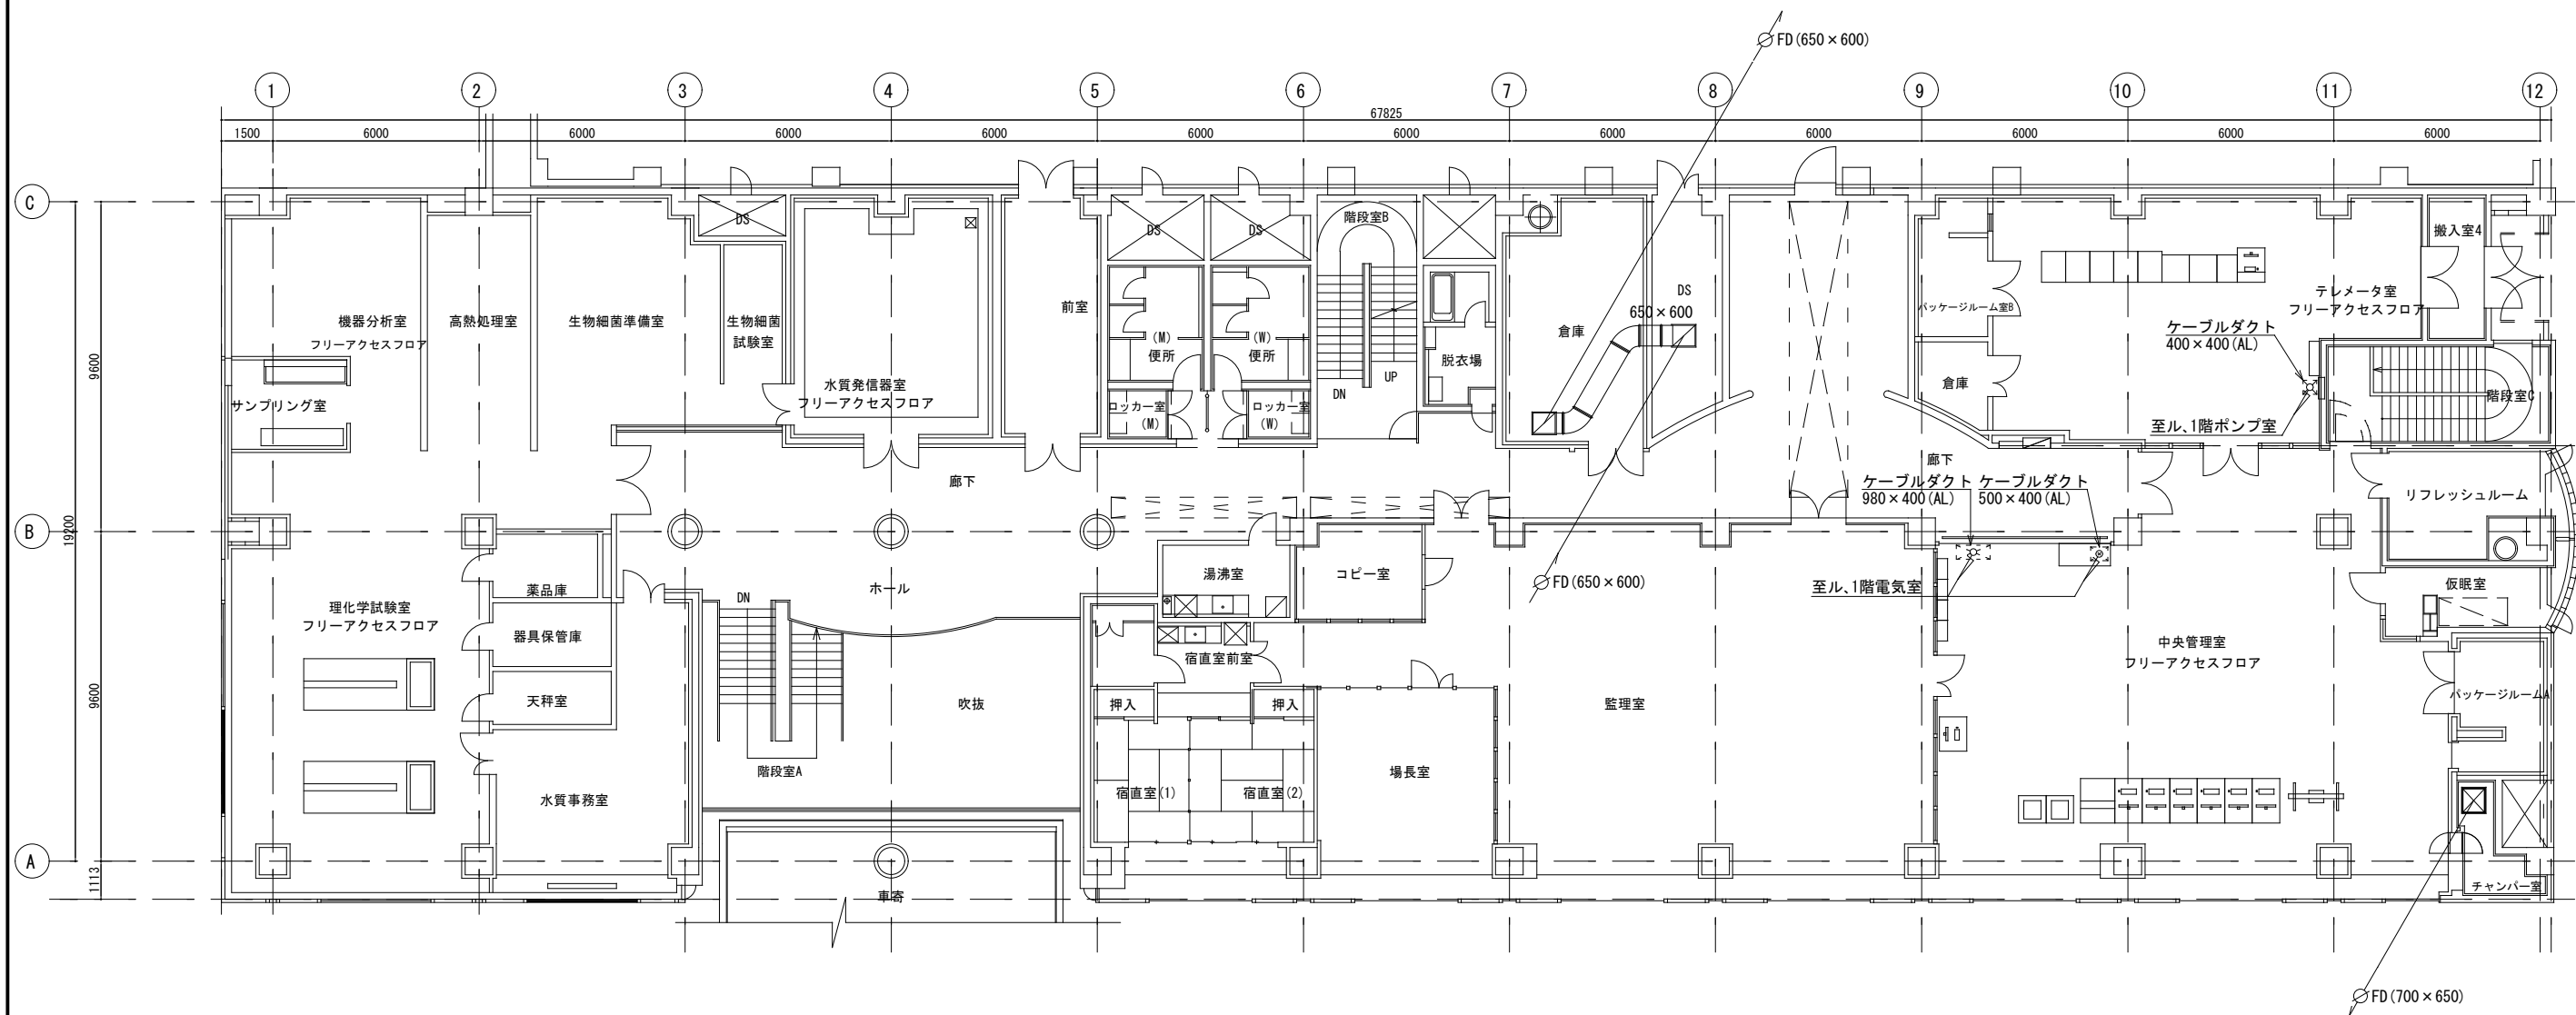 FD(650×600)
1
2
3
4
5
6
7
8
9
10
11
12
67825
1500
6000
6000
6000
6000
6000
6000
6000
6000
6000
6000
6000
C
B
A
9600
19200
9600
1113
DS
DS
DS
階段室B
搬入室4
機器分析室
フリーアクセスフロア
高熱処理室
生物細菌準備室
生物細菌
試験室
前室
(M)
便所
(W)
便所
脱衣場
倉庫
DS
650×600
パッケージルーム室B
テレメータ室
フリーアクセスフロア
ケーブルダクト
400×400(AL)
水質発信器室
フリーアクセスフロア
サンプリング室
ロッカー室
(M)
ロッカー室
(W)
DN
UP
倉庫
階段室C
至ル、1階ポンプ室
廊下
廊下
ケーブルダクト
980×400(AL)
ケーブルダクト
500×400(AL)
リフレッシュルーム
薬品庫
DN
ホール
湯沸室
コピー室
FD(650×600)
至ル、1階電気室
仮眠室
理化学試験室
フリーアクセスフロア
器具保管庫
宿直室前室
中央管理室
フリーアクセスフロア
天秤室
吹抜
押入
押入
監理室
パッケージルームA
階段室A
場長室
水質事務室
宿直室(1)
宿直室(2)
車寄
チャンバー室
FD(700×650)